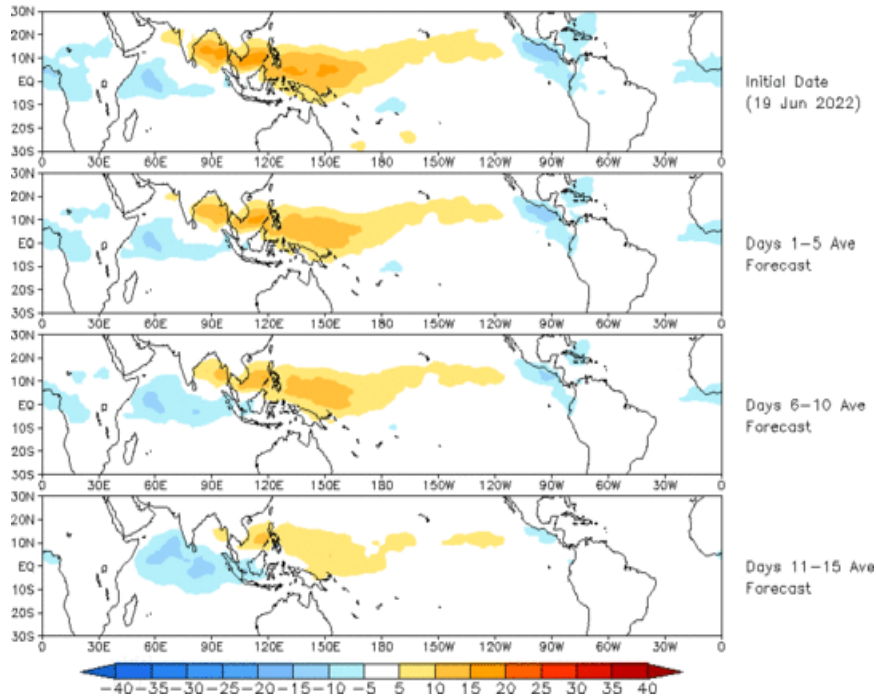 30N
20N
10N
EQ
10S
20S
30S
0 30E 60E 90E 120E 150E 180 150W 120W 90W 60W 30W 0
Initial Date
(19 Jun 2022)
30N
20N
10N
EQ
10S
20S
30S
0 30E 60E 90E 120E 150E 180 150W 120W 90W 60W 30W 0
Days 1-5 Ave
Forecast
30N
20N
10N
EQ
10S
20S
30S
0 30E 60E 90E 120E 150E 180 150W 120W 90W 60W 30W 0
Days 6-10 Ave
Forecast
30N
20N
10N
EQ
10S
20S
30S
0 30E 60E 90E 120E 150E 180 150W 120W 90W 60W 30W 0
Days 11-15 Ave
Forecast
-40 -35 -30 -25 -20 -15 -10 -5 5 10 15 20 25 30 35 40